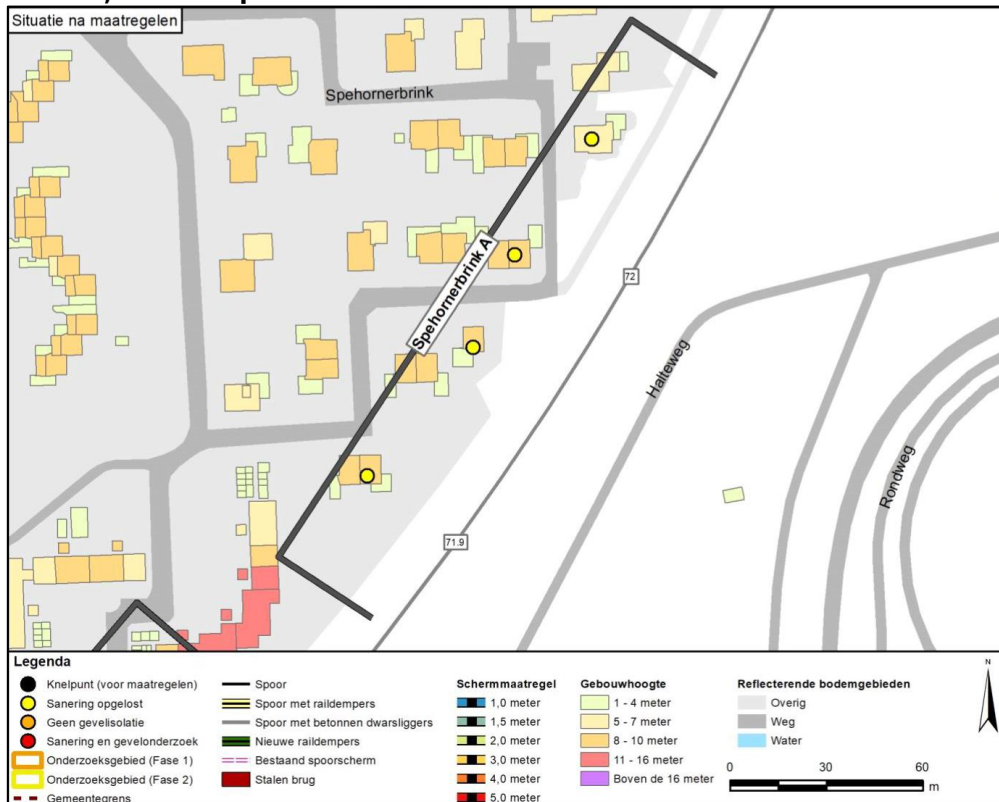 Situatie na maatregelen
Spehornerbrink
Spehornerbrink A
72
Halteweg
Rondweg
71.9
Legenda
Knelpunt (voor maatregelen)
Sanering opgelost
Geen gevelisolatie
Sanering en gevelonderzoek
Onderzoeksgebied (Fase 1)
Onderzoeksgebied (Fase 2)
Gemeentegrens
Spoor
Spoor met raildempers
Spoor met betonnen dwarsliggers
Nieuwe raildempers
Bestaand spoorscherm
Stalen brug
Schermmaatregel
1,0 meter
1,5 meter
2,0 meter
3,0 meter
4,0 meter
5,0 meter
Gebouwhoogte
1 - 4 meter
5 - 7 meter
8 - 10 meter
11 - 16 meter
Boven de 16 meter
Reflecterende bodemgebieden
Overig
Weg
Water
N
0 30 60
m